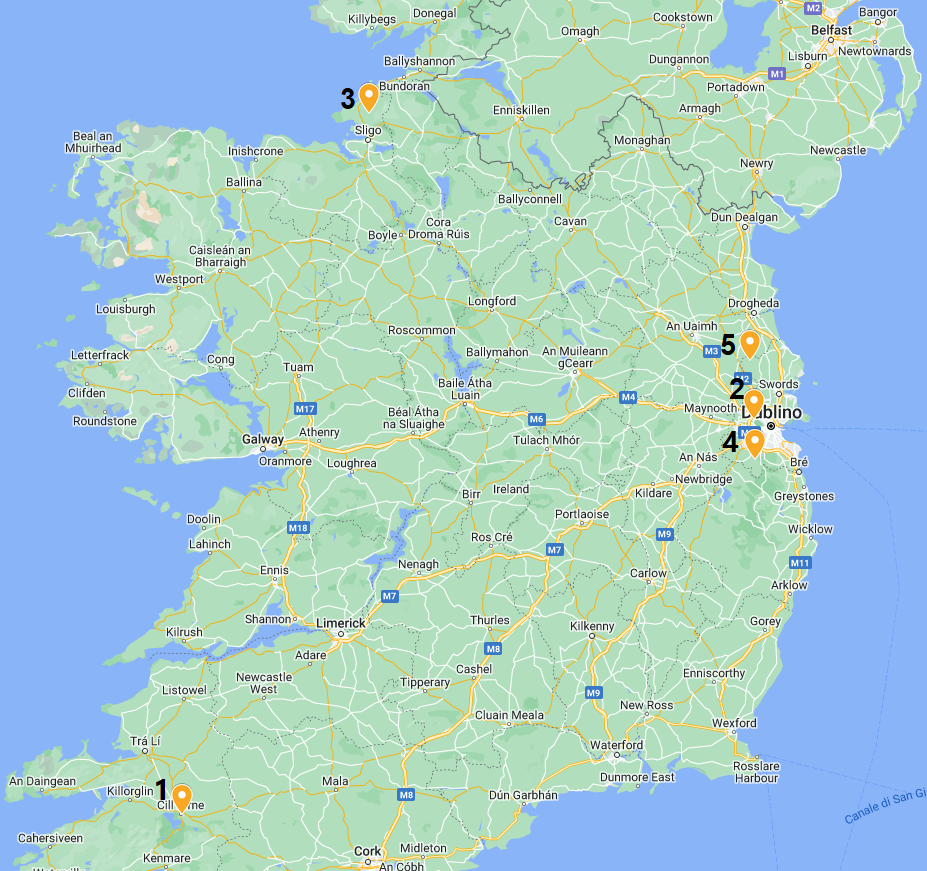 M2
Bangor
Donegal
Killybegs
Cookstown
Omagh
Belfast
Lisburn
Newtownards
Ballyshannon
Dungannon
M1
Bundoran
Portadown
3
Enniskillen
Armagh
Sligo
Beal an
Mhuirhead
Monaghan
Inishcrone
Newcastle
Newry
Ballina
Ballyconnell
Dun Dealgan
Cora
Droma Rúis
Cavan
Boyle
Caisleán an
Bharraigh
Westport
Longford
Drogheda
Louisburgh
Roscommon
An Uaimh
5
M3
Letterfrack
Cong
Ballymahon
An Muileann
gCearr
Tuam
M2
Swords
2
Clifden
Baile Átha
Luain
M4
Maynooth
Dublino
M17
Béal Átha
na Sluaighe
M6
Roundstone
Athenry
Galway
Tulach Mhór
4
Oranmore
Loughrea
An Nás
Bré
Newbridge
Birr
Ireland
Kildare
Greystones
Doolin
Portlaoise
M18
Wicklow
Lahinch
Ros Cré
M7
M9
Nenagh
M11
Ennis
Carlow
Arklow
M7
Shannon
Limerick
Thurles
Kilkenny
Gorey
Kilrush
M8
Adare
Cashel
Newcastle
West
Tipperary
Enniscorthy
Listowel
M9
New Ross
Cluain Meala
Wexford
Trá Lí
Waterford
Rosslare
Harbour
An Daingean
Mala
Dunmore East
1
Killorglin
M8
Dún Garbhán
Canale di San Gi
Cahersiveen
Cork
Midleton
Kenmare
An Cóbh